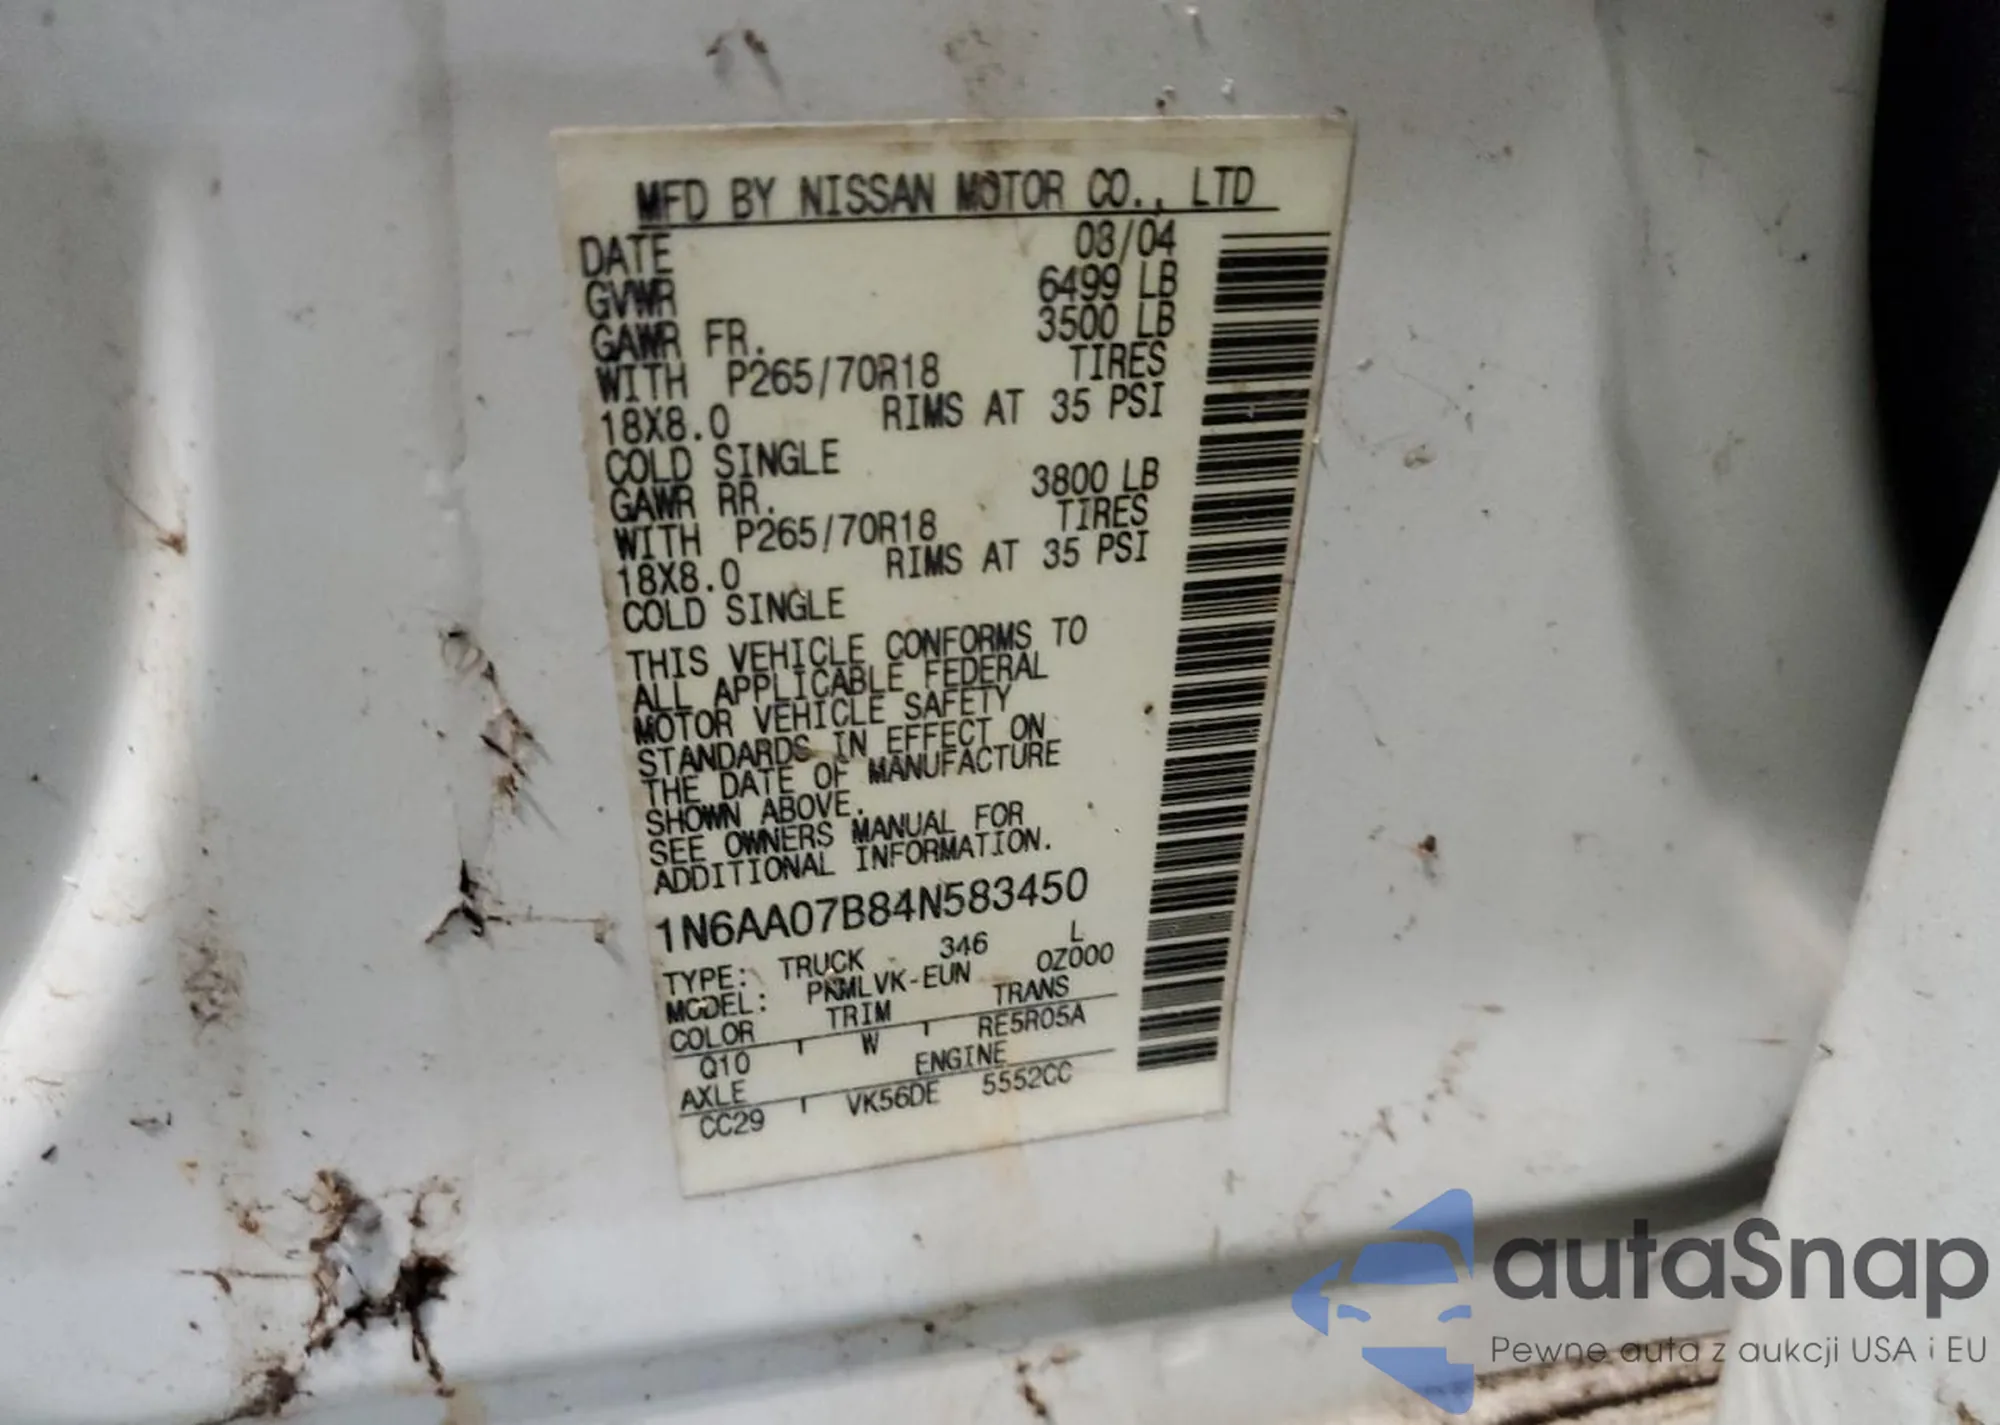 MFD BY NISSAN MOTOR CO., LTD
DATE 03/04
GVWR 6499 LB
GAWR FR. 3500 LB
WITH P265/70R18 TIRES
18X8.0 RIMS AT 35 PSI
COLD SINGLE
GAWR RR. 3800 LB
WITH P265/70R18 TIRES
18X8.0 RIMS AT 35 PSI
COLD SINGLE
THIS VEHICLE CONFORMS TO
ALL APPLICABLE FEDERAL
MOTOR VEHICLE SAFETY
STANDARDS IN EFFECT ON
THE DATE OF MANUFACTURE
SHOWN ABOVE.
SEE OWNERS MANUAL FOR
ADDITIONAL INFORMATION.
1N6AA07B84N583450
TYPE: TRUCK 346 L
MODEL: PKMLVK-EUN 0Z000
COLOR TRIM TRANS
Q10 W RE5R05A
AXLE ENGINE
CC29 VK56DE 5552CC
autaSnap
Pewne auta z aukcji USA i EU